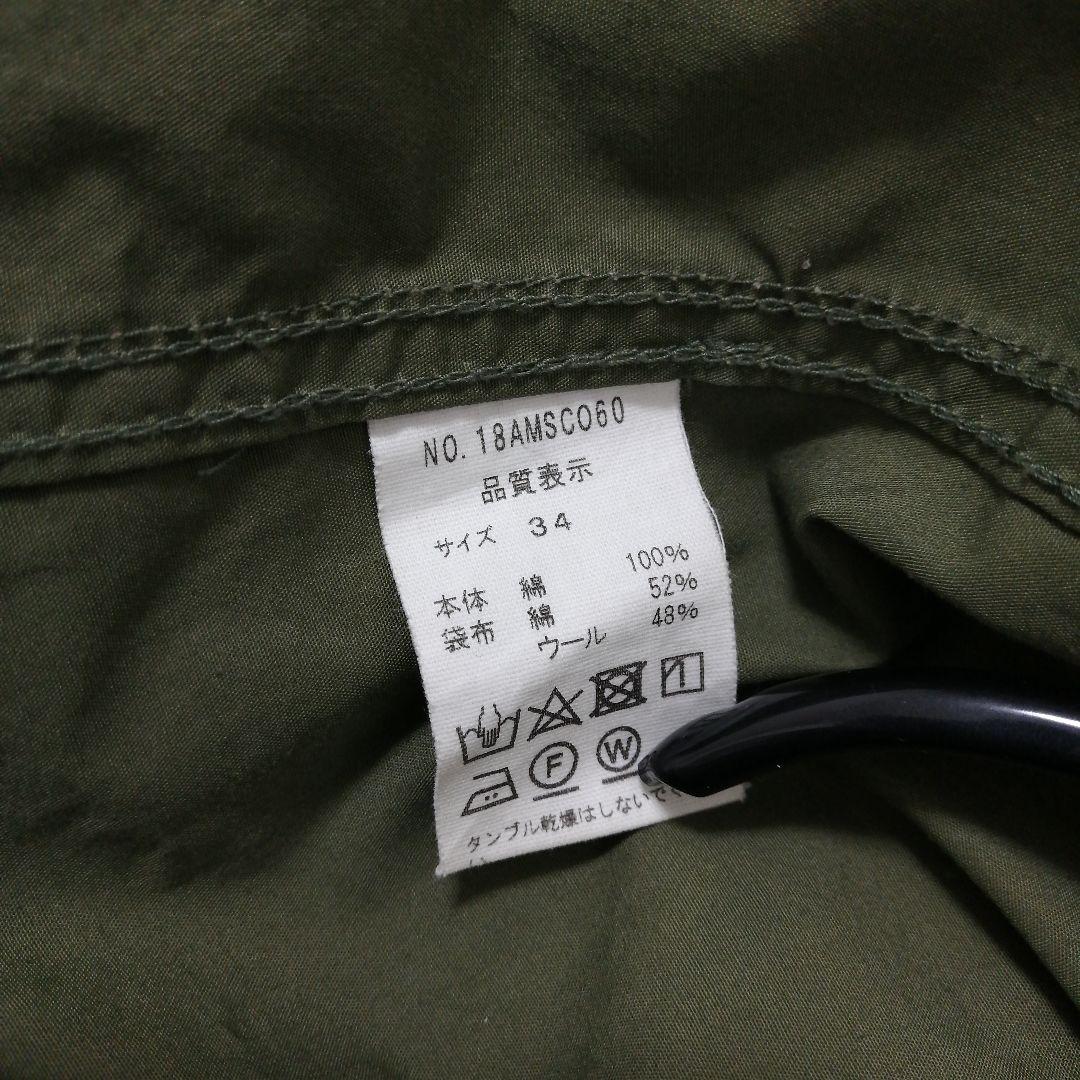 NO. 18AMSCO60
品質表示
サイズ 34
本体 綿 100%
袋布 綿 52%
ウール 48%
F W
タンブル乾燥はしないで